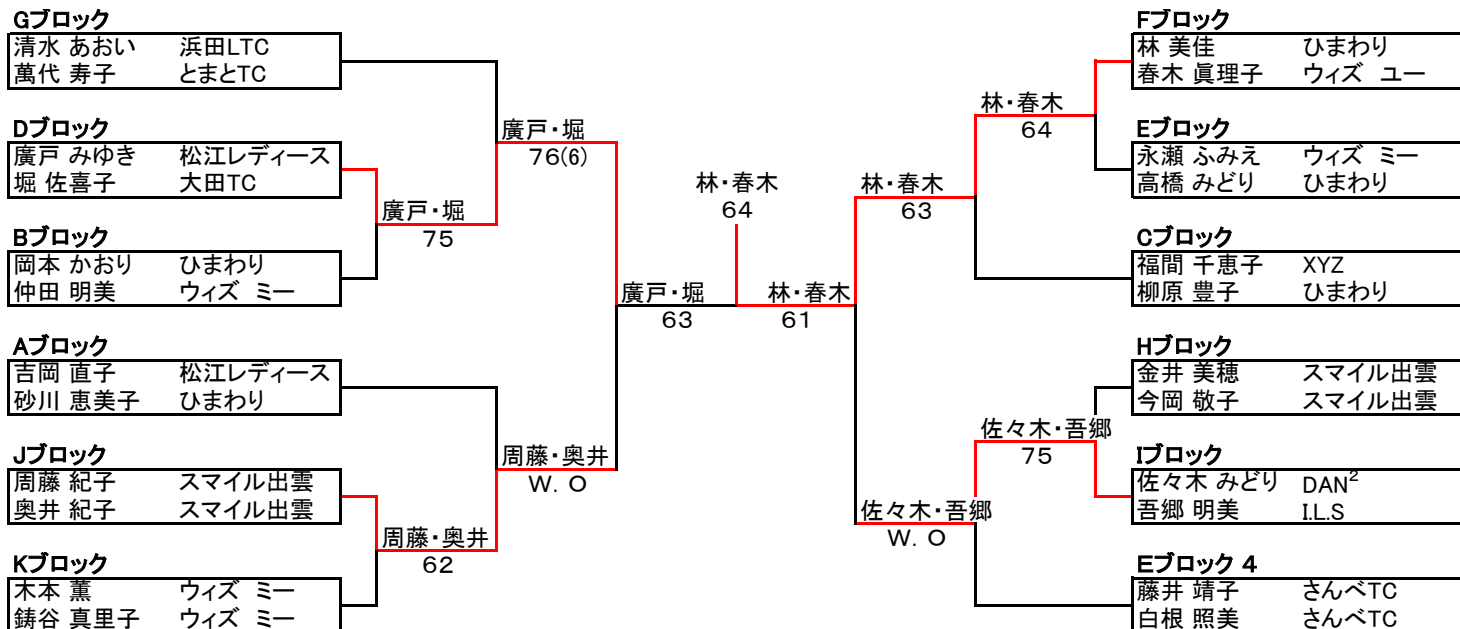 Gブロック
清水 あおい 浜田LTC
萬代 寿子 とまとTC
Dブロック
廣戸 みゆき 松江レディース
堀 佐喜子 大田TC
Bブロック
岡本 かおり ひまわり
仲田 明美 ウィズ ミー
Aブロック
吉岡 直子 松江レディース
砂川 恵美子 ひまわり
Jブロック
周藤 紀子 スマイル出雲
奥井 紀子 スマイル出雲
Kブロック
木本 薫 ウィズ ミー
鋳谷 真里子 ウィズ ミー
廣戸・堀
75
周藤・奥井
62
廣戸・堀
76(6)
周藤・奥井
W. O
廣戸・堀
63
林・春木
64
林・春木
61
林・春木
63
佐々木・吾郷
W. O
林・春木
64
佐々木・吾郷
75
Fブロック
林 美佳 ひまわり
春木 眞理子 ウィズ ユー
Eブロック
永瀬 ふみえ ウィズ ミー
高橋 みどり ひまわり
Cブロック
福間 千恵子 XYZ
柳原 豊子 ひまわり
Hブロック
金井 美穂 スマイル出雲
今岡 敬子 スマイル出雲
Iブロック
佐々木 みどり DAN²
吾郷 明美 I.L.S
Eブロック 4
藤井 靖子 さんべTC
白根 照美 さんべTC